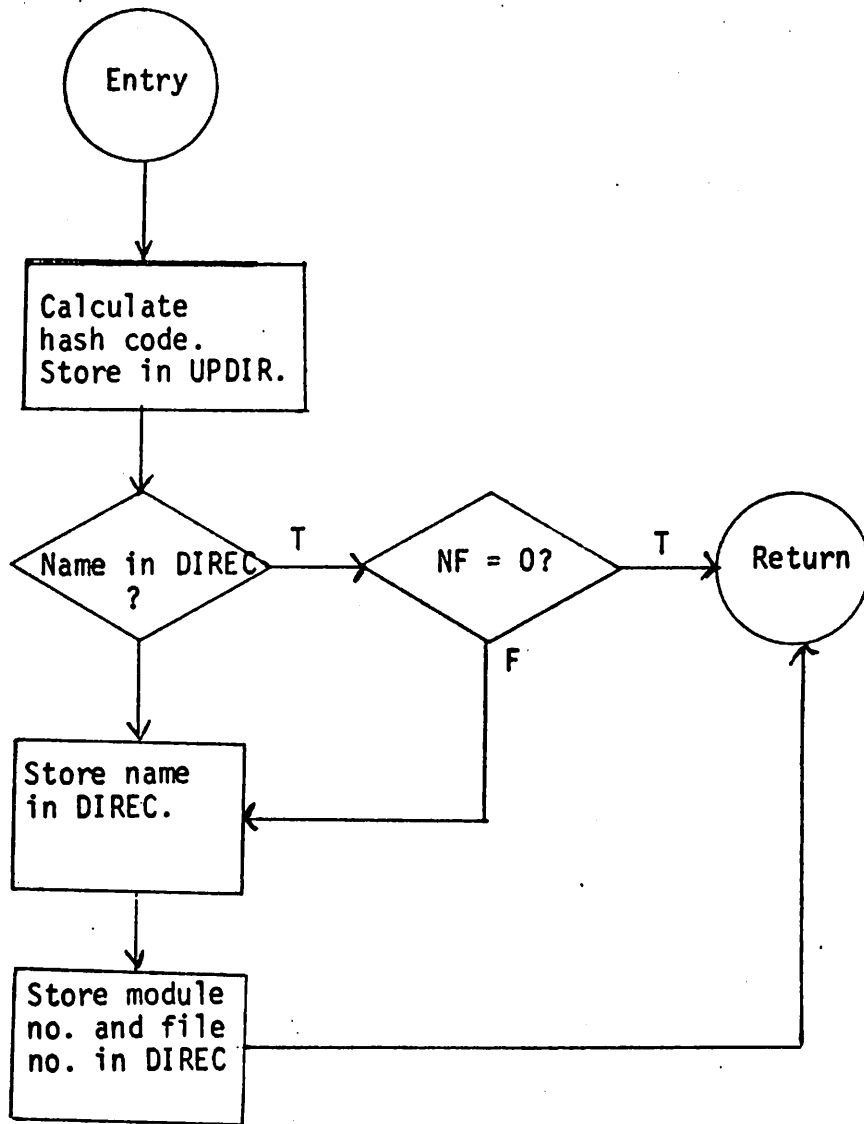 Entry
Calculate
hash code.
Store in UPDIR.
Name in DIREC
?
T
NF = 0?
T
Return
F
Store name
in DIREC.
Store module
no. and file
no. in DIREC